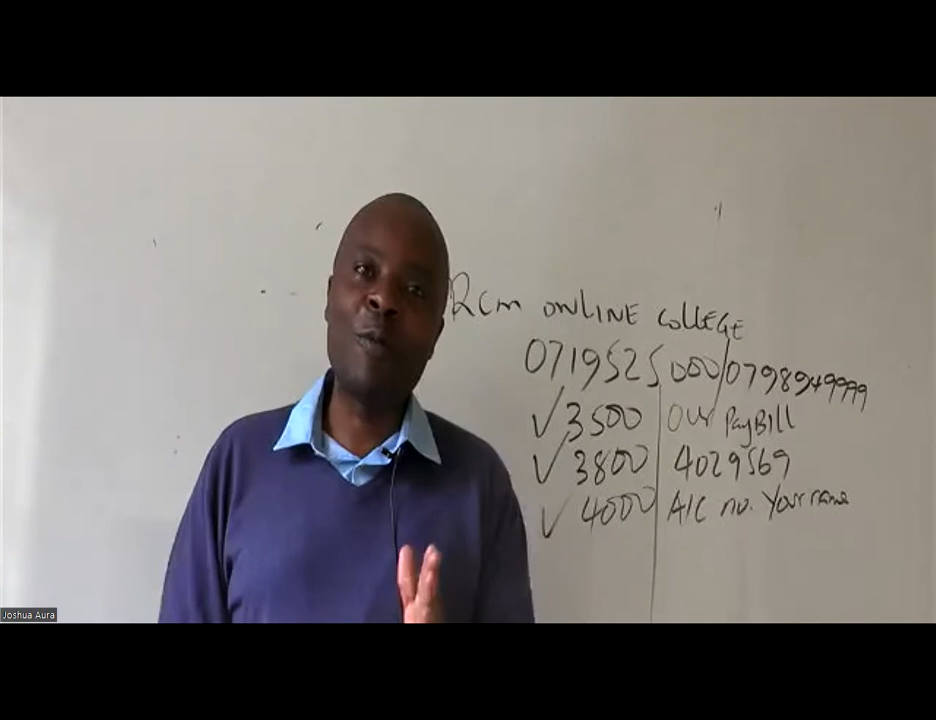 RCM ONLINE COLLEGE
0719525000/0798949999
✓ 3500 OUR PayBill
✓ 3800 4029569
✓ 4000 A/C no. Your name
Joshua Aura